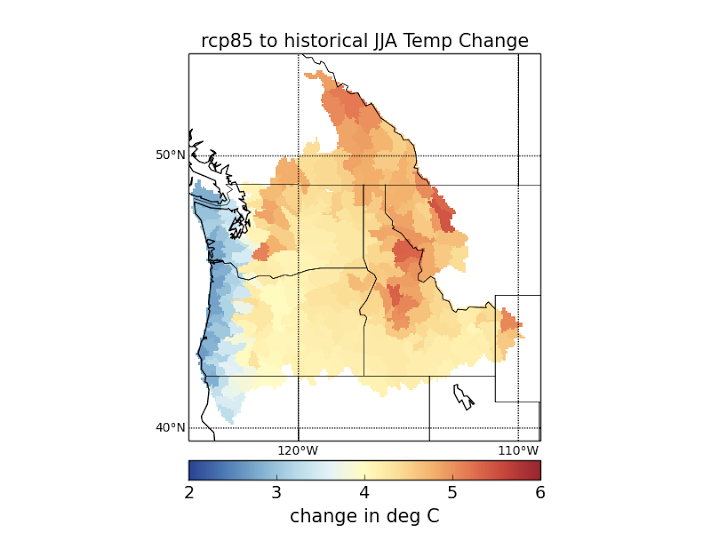 rcp85 to historical JJA Temp Change
50°N
40°N
120°W 110°W
2 3 4 5 6
change in deg C